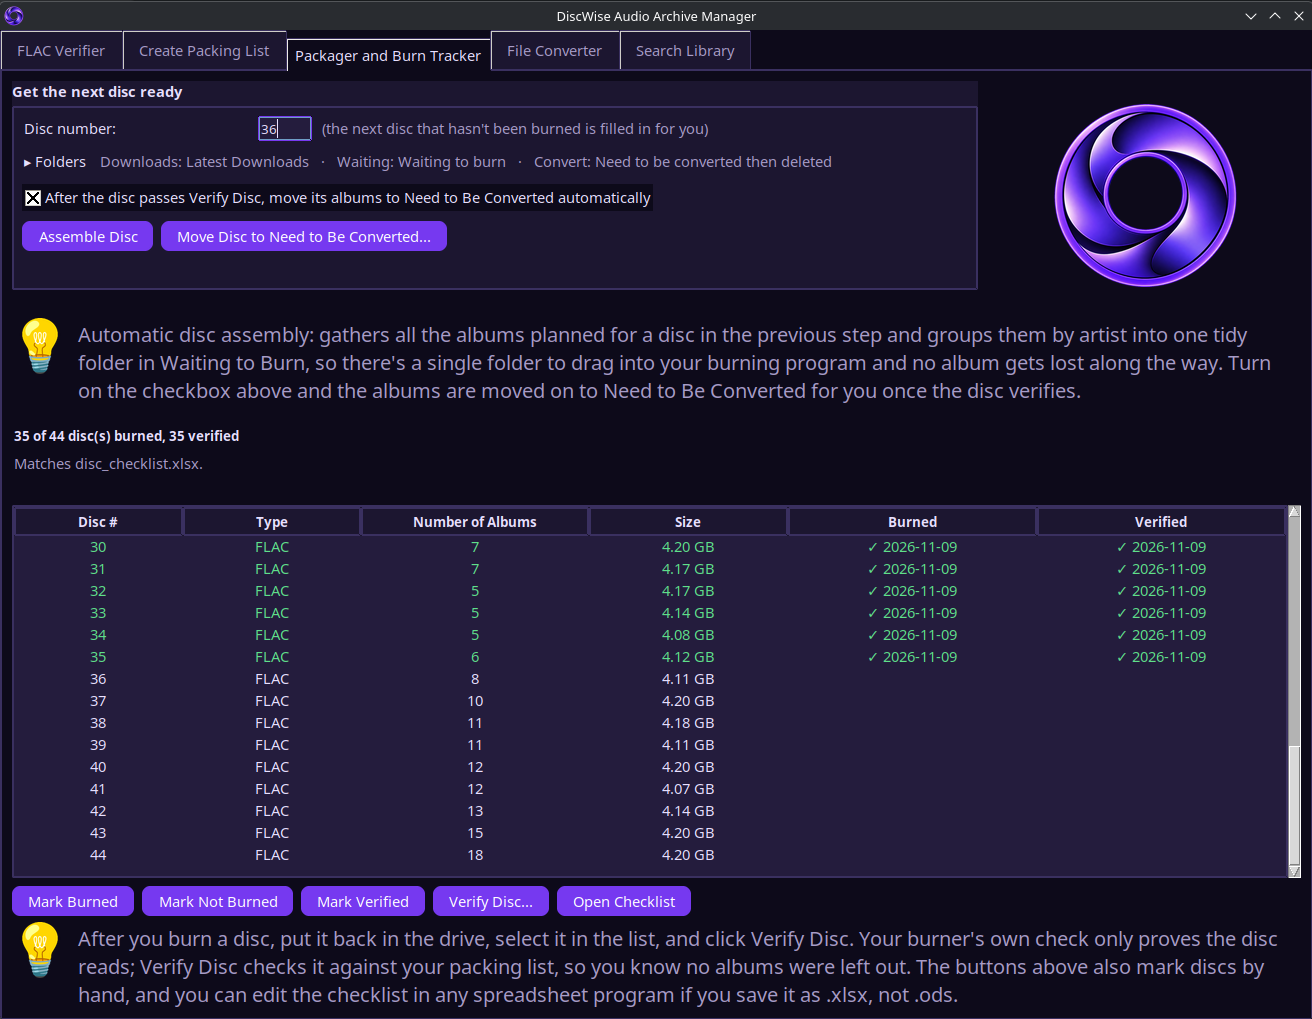 DiscWise Audio Archive Manager
FLAC Verifier
Create Packing List
Packager and Burn Tracker
File Converter
Search Library
Get the next disc ready
Disc number:
36
(the next disc that hasn't been burned is filled in for you)
▸ Folders Downloads: Latest Downloads · Waiting: Waiting to burn · Convert: Need to be converted then deleted
After the disc passes Verify Disc, move its albums to Need to Be Converted automatically
Assemble Disc
Move Disc to Need to Be Converted...
Automatic disc assembly: gathers all the albums planned for a disc in the previous step and groups them by artist into one tidy
folder in Waiting to Burn, so there's a single folder to drag into your burning program and no album gets lost along the way. Turn
on the checkbox above and the albums are moved on to Need to Be Converted for you once the disc verifies.
35 of 44 disc(s) burned, 35 verified
Matches disc_checklist.xlsx.
Disc # Type Number of Albums Size Burned Verified
30 FLAC 7 4.20 GB ✓ 2026-11-09 ✓ 2026-11-09
31 FLAC 7 4.17 GB ✓ 2026-11-09 ✓ 2026-11-09
32 FLAC 5 4.17 GB ✓ 2026-11-09 ✓ 2026-11-09
33 FLAC 5 4.14 GB ✓ 2026-11-09 ✓ 2026-11-09
34 FLAC 5 4.08 GB ✓ 2026-11-09 ✓ 2026-11-09
35 FLAC 6 4.12 GB ✓ 2026-11-09 ✓ 2026-11-09
36 FLAC 8 4.11 GB
37 FLAC 10 4.20 GB
38 FLAC 11 4.18 GB
39 FLAC 11 4.11 GB
40 FLAC 12 4.20 GB
41 FLAC 12 4.07 GB
42 FLAC 13 4.14 GB
43 FLAC 15 4.20 GB
44 FLAC 18 4.20 GB
Mark Burned
Mark Not Burned
Mark Verified
Verify Disc...
Open Checklist
After you burn a disc, put it back in the drive, select it in the list, and click Verify Disc. Your burner's own check only proves the disc
reads; Verify Disc checks it against your packing list, so you know no albums were left out. The buttons above also mark discs by
hand, and you can edit the checklist in any spreadsheet program if you save it as .xlsx, not .ods.